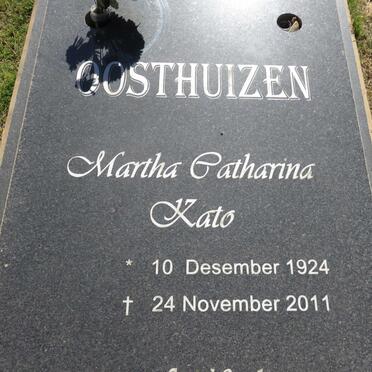 OOSTHUIZEN
Martha Catharina
Kato
* 10 Desember 1924
† 24 November 2011